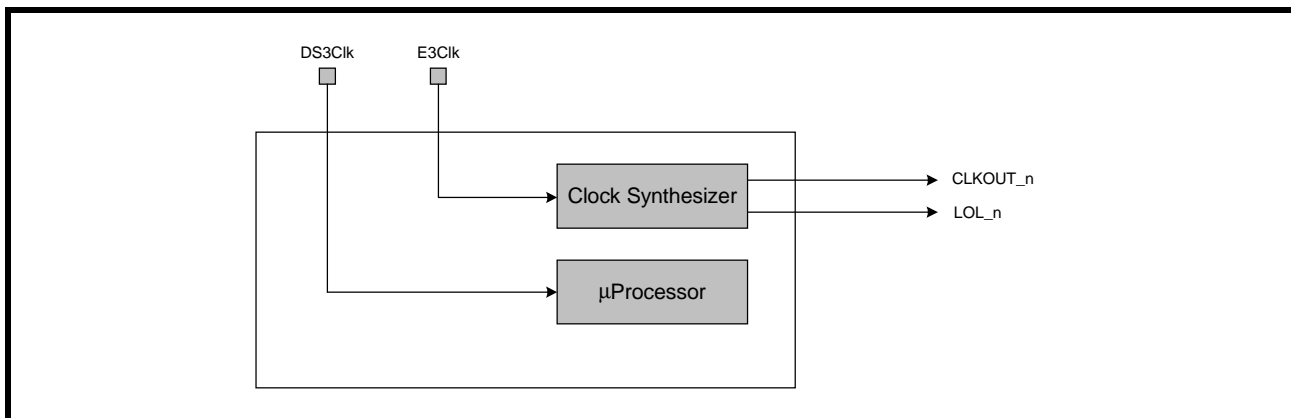 DS3Clk
E3Clk
Clock Synthesizer
CLKOUT_n
LOL_n
μProcessor